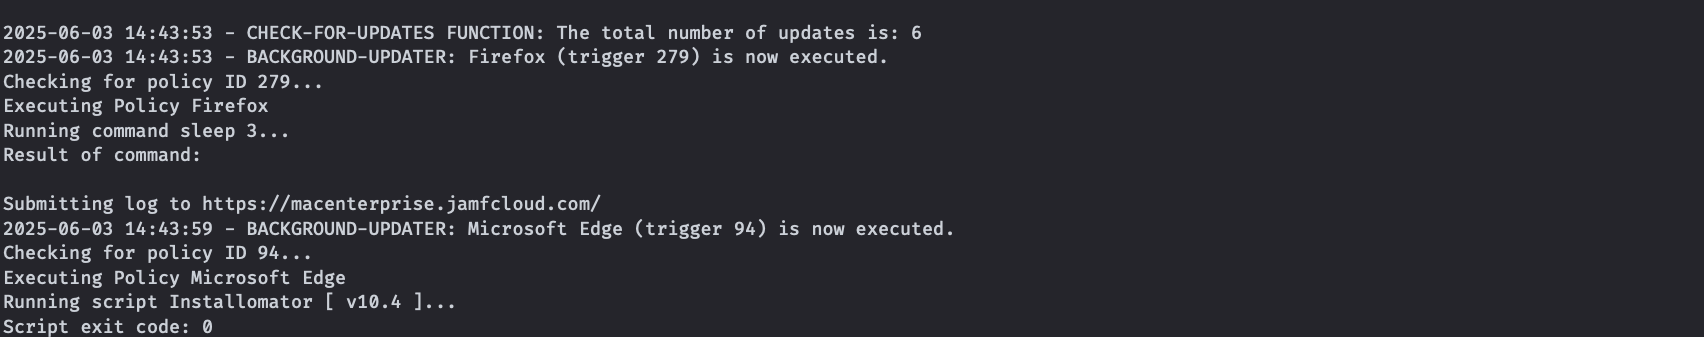 2025-06-03 14:43:53 - CHECK-FOR-UPDATES FUNCTION: The total number of updates is: 6
2025-06-03 14:43:53 - BACKGROUND-UPDATER: Firefox (trigger 279) is now executed.
Checking for policy ID 279...
Executing Policy Firefox
Running command sleep 3...
Result of command:
Submitting log to https://macenterprise.jamfcloud.com/
2025-06-03 14:43:59 - BACKGROUND-UPDATER: Microsoft Edge (trigger 94) is now executed.
Checking for policy ID 94...
Executing Policy Microsoft Edge
Running script Installomator [ v10.4 ]...
Script exit code: 0